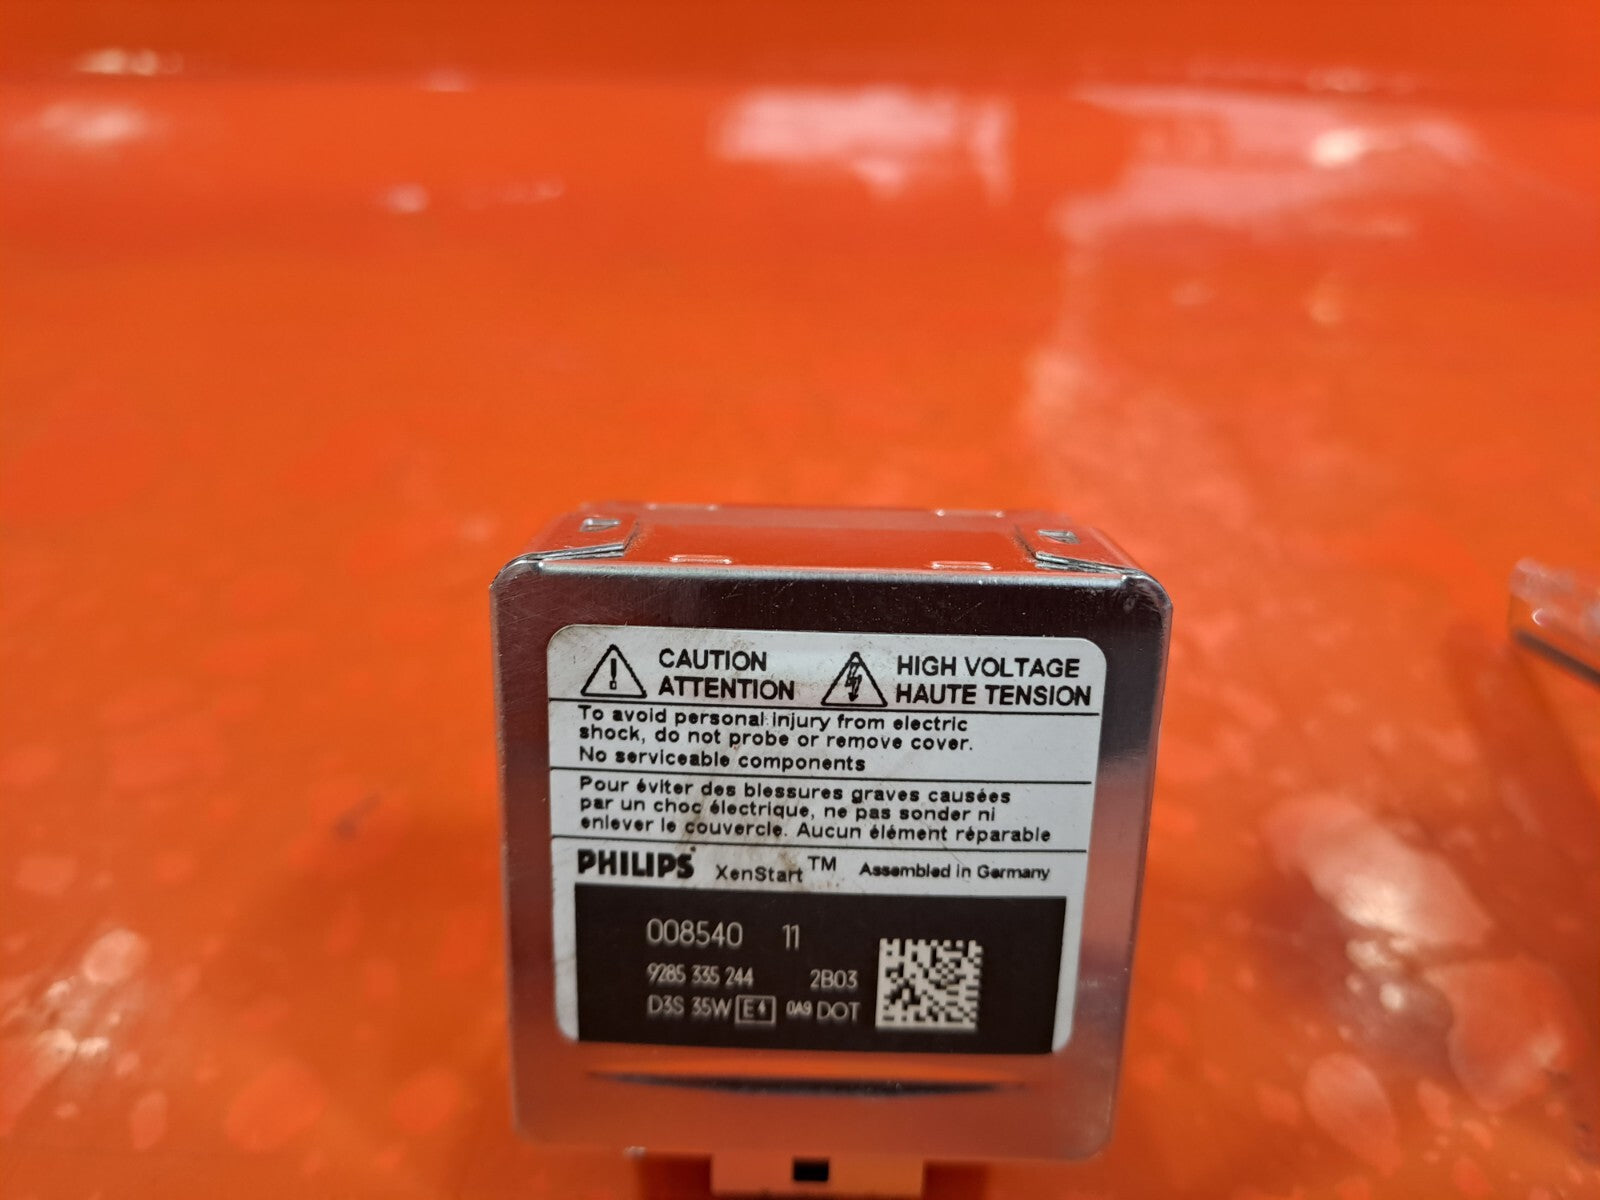 CAUTION
ATTENTION
HIGH VOLTAGE
HAUTE TENSION
To avoid personal injury from electric
shock, do not probe or remove cover.
No serviceable components
Pour éviter des blessures graves causées
par un choc électrique, ne pas sonder ni
enlever le couvercle. Aucun élément réparable
PHILIPS XenStart™ Assembled in Germany
008540 11
9285 335 244 2B03
D3S 35W E4 0A9 DOT